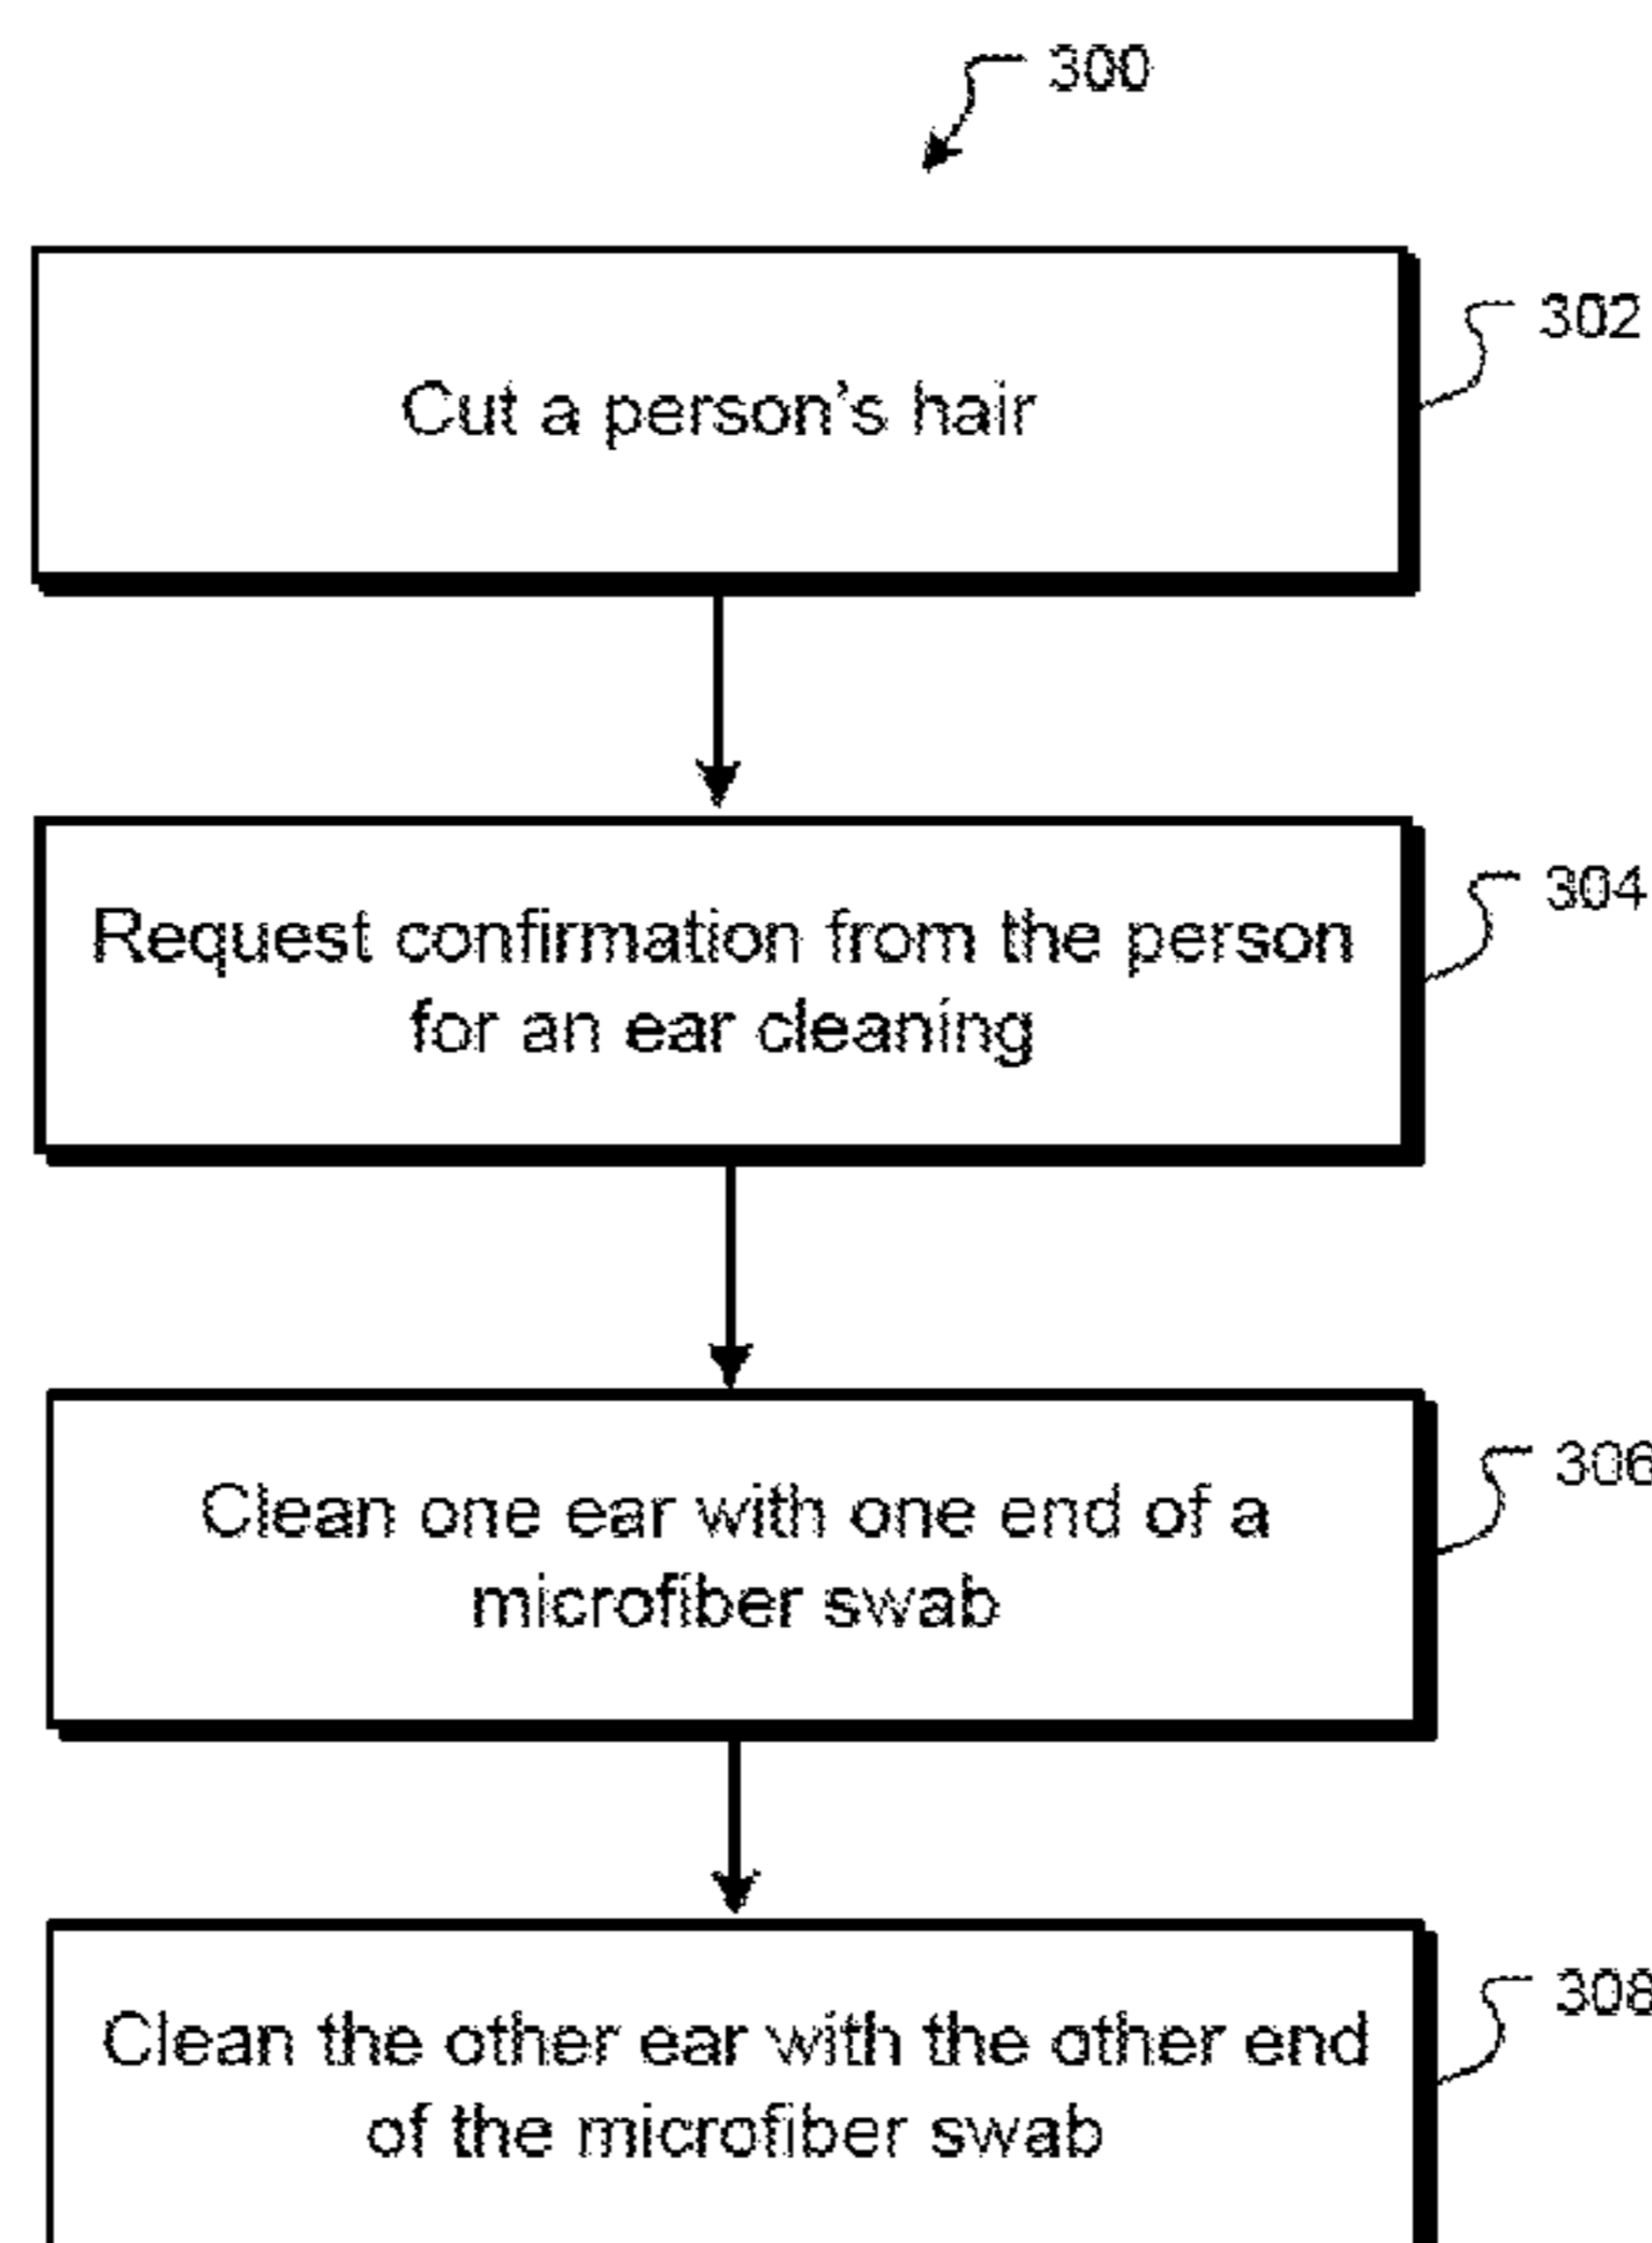 300
302
Cut a person's hair
304
Request confirmation from the person
for an ear cleaning
306
Clean one ear with one end of a
microfiber swab
308
Clean the other ear with the other end
of the microfiber swab